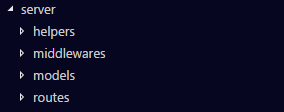 server
helpers
middlewares
models
routes